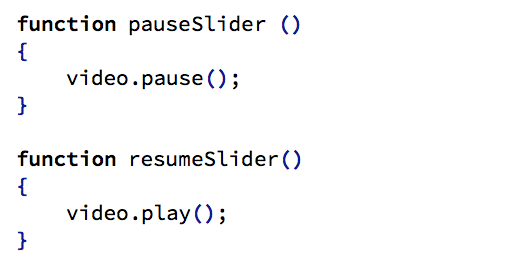 function pauseSlider ()
{
    video.pause();
}

function resumeSlider()
{
    video.play();
}